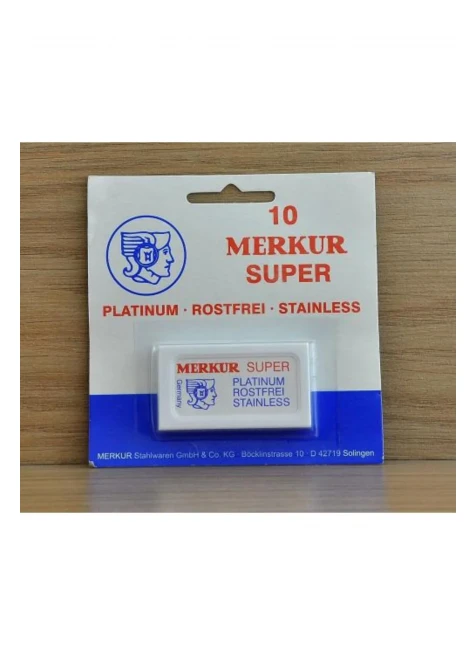 10
MERKUR
SUPER
PLATINUM · ROSTFREI · STAINLESS
MERKUR SUPER
Germany
PLATINUM
ROSTFREI
STAINLESS
MERKUR Stahlwaren GmbH & Co. KG Böcklinstrasse 10 · D 42719 Solingen